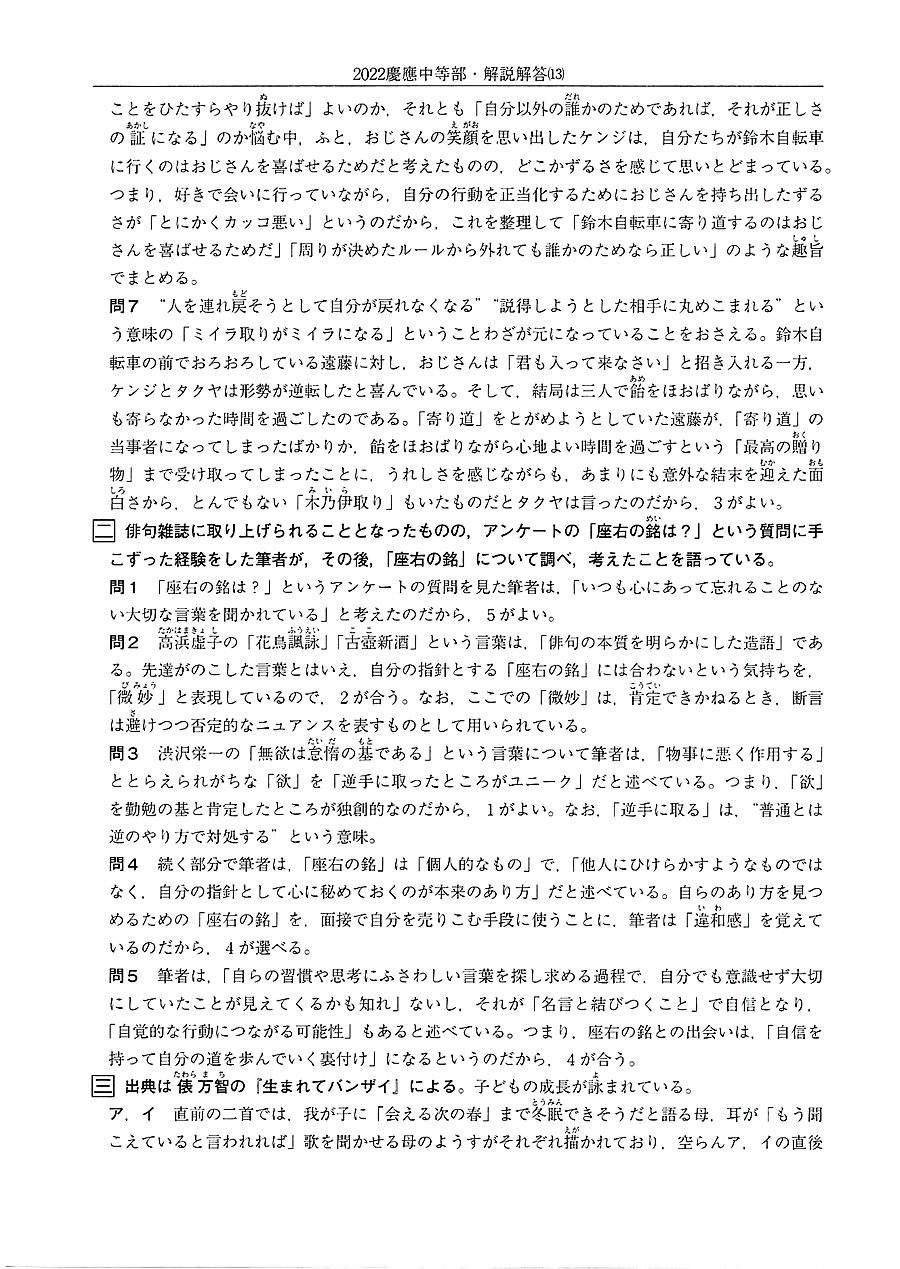 2022慶應中等部・解説解答⒀
ことをひたすらやり抜けば」よいのか，それとも「自分以外の誰かのためであれば，それが正しさ
の証になる」のか悩む中，ふと，おじさんの笑顔を思い出したケンジは，自分たちが鈴木自転車
に行くのはおじさんを喜ばせるためだと考えたものの，どこかずるさを感じて思いとどまっている。
つまり，好きで会いに行っていながら，自分の行動を正当化するためにおじさんを持ち出したずる
さが「とにかくカッコ悪い」というのだから，これを整理して「鈴木自転車に寄り道するのはおじ
さんを喜ばせるためだ」「周りが決めたルールから外れても誰かのためなら正しい」のような趣旨
でまとめる。
問7　“人を連れ戻そうとして自分が戻れなくなる”“説得しようとした相手に丸めこまれる”とい
う意味の「ミイラ取りがミイラになる」ということわざが元になっていることをおさえる。鈴木自
転車の前でおろおろしている遠藤に対し，おじさんは「君も入って来なさい」と招き入れる一方，
ケンジとタクヤは形勢が逆転したと喜んでいる。そして，結局は三人で飴をほおばりながら，思い
も寄らなかった時間を過ごしたのである。「寄り道」をとがめようとしていた遠藤が，「寄り道」の
当事者になってしまったばかりか，飴をほおばりながら心地よい時間を過ごすという「最高の贈り
物」まで受け取ってしまったことに，うれしさを感じながらも，あまりにも意外な結末を迎えた面
白さから，とんでもない「木乃伊取り」もいたものだとタクヤは言ったのだから，3がよい。
二　俳句雑誌に取り上げられることとなったものの，アンケートの「座右の銘は？」という質問に手
こずった経験をした筆者が，その後，「座右の銘」について調べ，考えたことを語っている。
問1　「座右の銘は？」というアンケートの質問を見た筆者は，「いつも心にあって忘れることのな
い大切な言葉を聞かれている」と考えたのだから，5がよい。
問2　高浜虚子の「花鳥諷詠」「古壺新酒」という言葉は，「俳句の本質を明らかにした造語」であ
る。先達がのこした言葉とはいえ，自分の指針とする「座右の銘」には合わないという気持ちを，
「微妙」と表現しているので，2が合う。なお，ここでの「微妙」は，肯定できかねるとき，断言
は避けつつ否定的なニュアンスを表すものとして用いられている。
問3　渋沢栄一の「無欲は怠惰の基である」という言葉について筆者は，「物事に悪く作用する」
ととらえられがちな「欲」を「逆手に取ったところがユニーク」だと述べている。つまり，「欲」
を勤勉の基と肯定したところが独創的なのだから，1がよい。なお，「逆手に取る」は，“普通とは
逆のやり方で対処する”という意味。
問4　続く部分で筆者は，「座右の銘」は「個人的なもの」で，「他人にひけらかすようなものでは
なく，自分の指針として心に秘めておくのが本来のあり方」だと述べている。自らのあり方を見つ
めるための「座右の銘」を，面接で自分を売りこむ手段に使うことに，筆者は「違和感」を覚えて
いるのだから，4が選べる。
問5　筆者は，「自らの習慣や思考にふさわしい言葉を探し求める過程で，自分でも意識せず大切
にしていたことが見えてくるかも知れ」ないし，それが「名言と結びつくこと」で自信となり，
「自覚的な行動につながる可能性」もあると述べている。つまり，座右の銘との出会いは，「自信を
持って自分の道を歩んでいく裏付け」になるというのだから，4が合う。
三　出典は俵万智の『生まれてバンザイ』による。子どもの成長が詠まれている。
ア，イ　直前の二首では，我が子に「会える次の春」まで冬眠できそうだと語る母，耳が「もう聞
こえていると言われれば」歌を聞かせる母のようすがそれぞれ描かれており，空らんア，イの直後